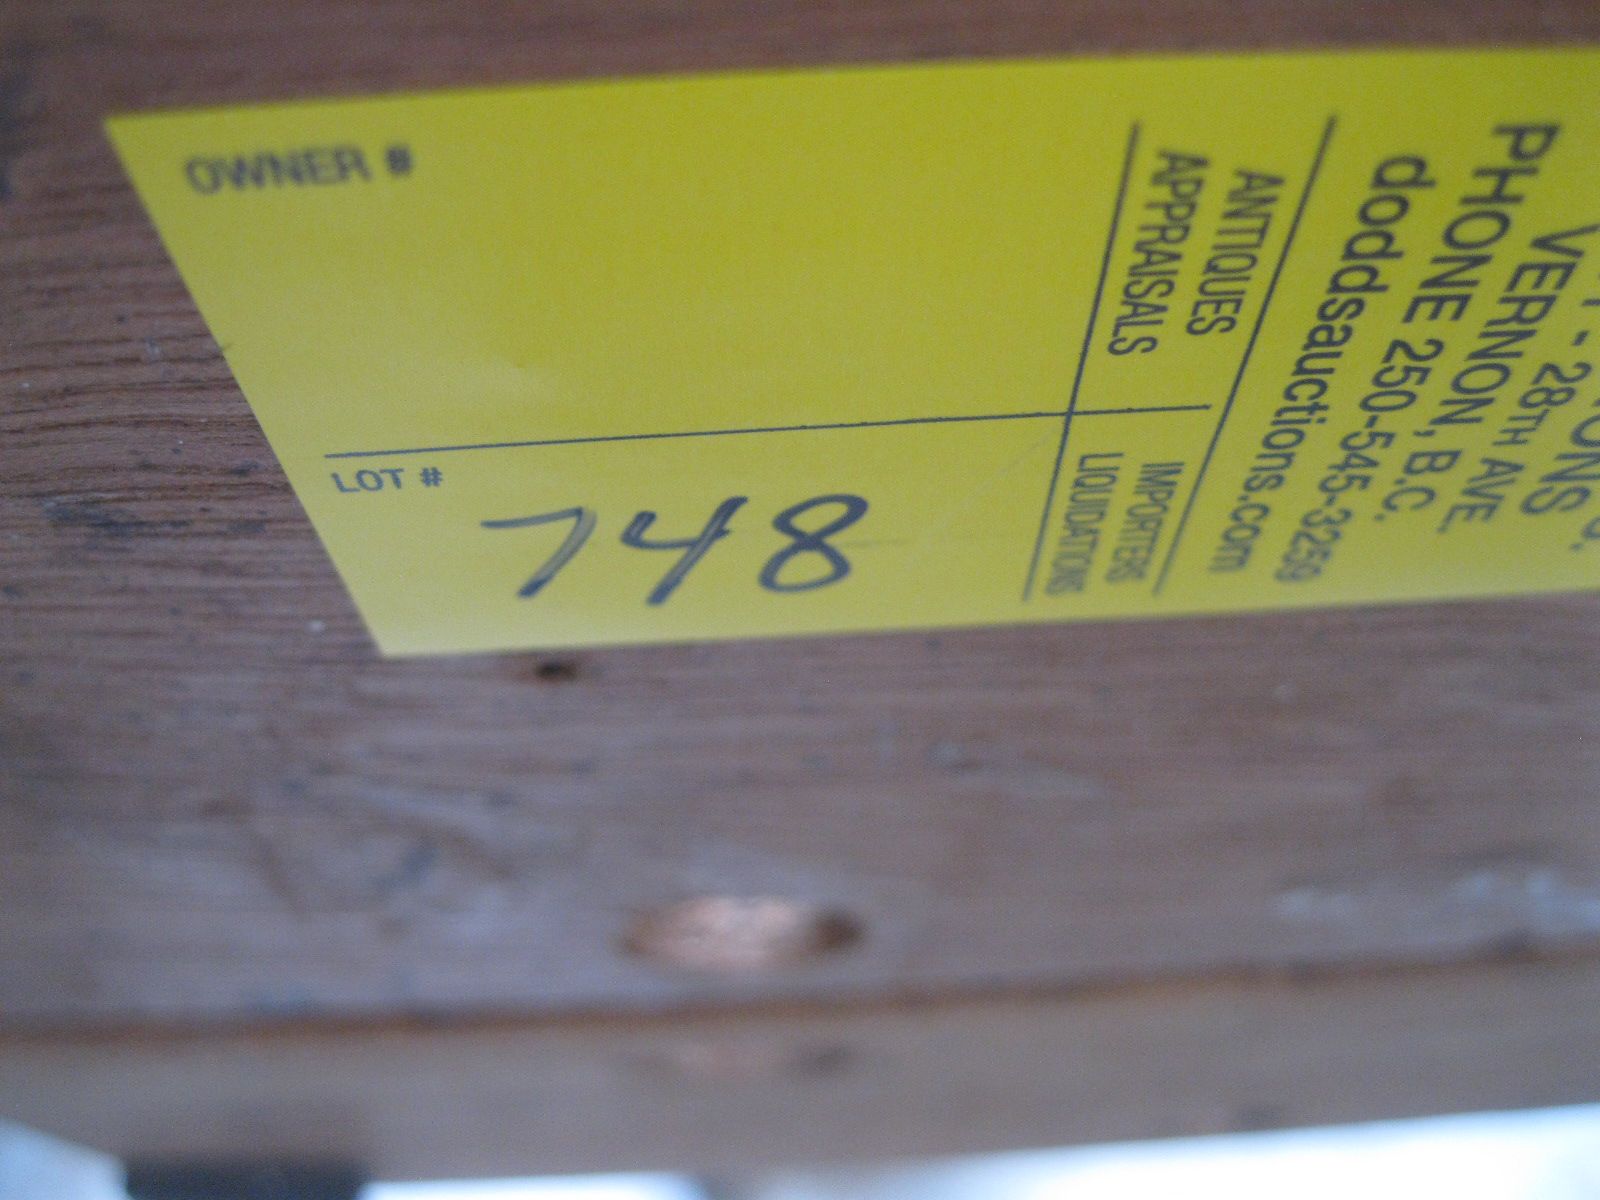 OWNER #
LOT #
748
28TH AVE.
VERNON, B.C.
PHONE 250-545-3259
doddsauctions.com
ANTIQUES
APPRAISALS
IMPORTERS
LIQUIDATIONS